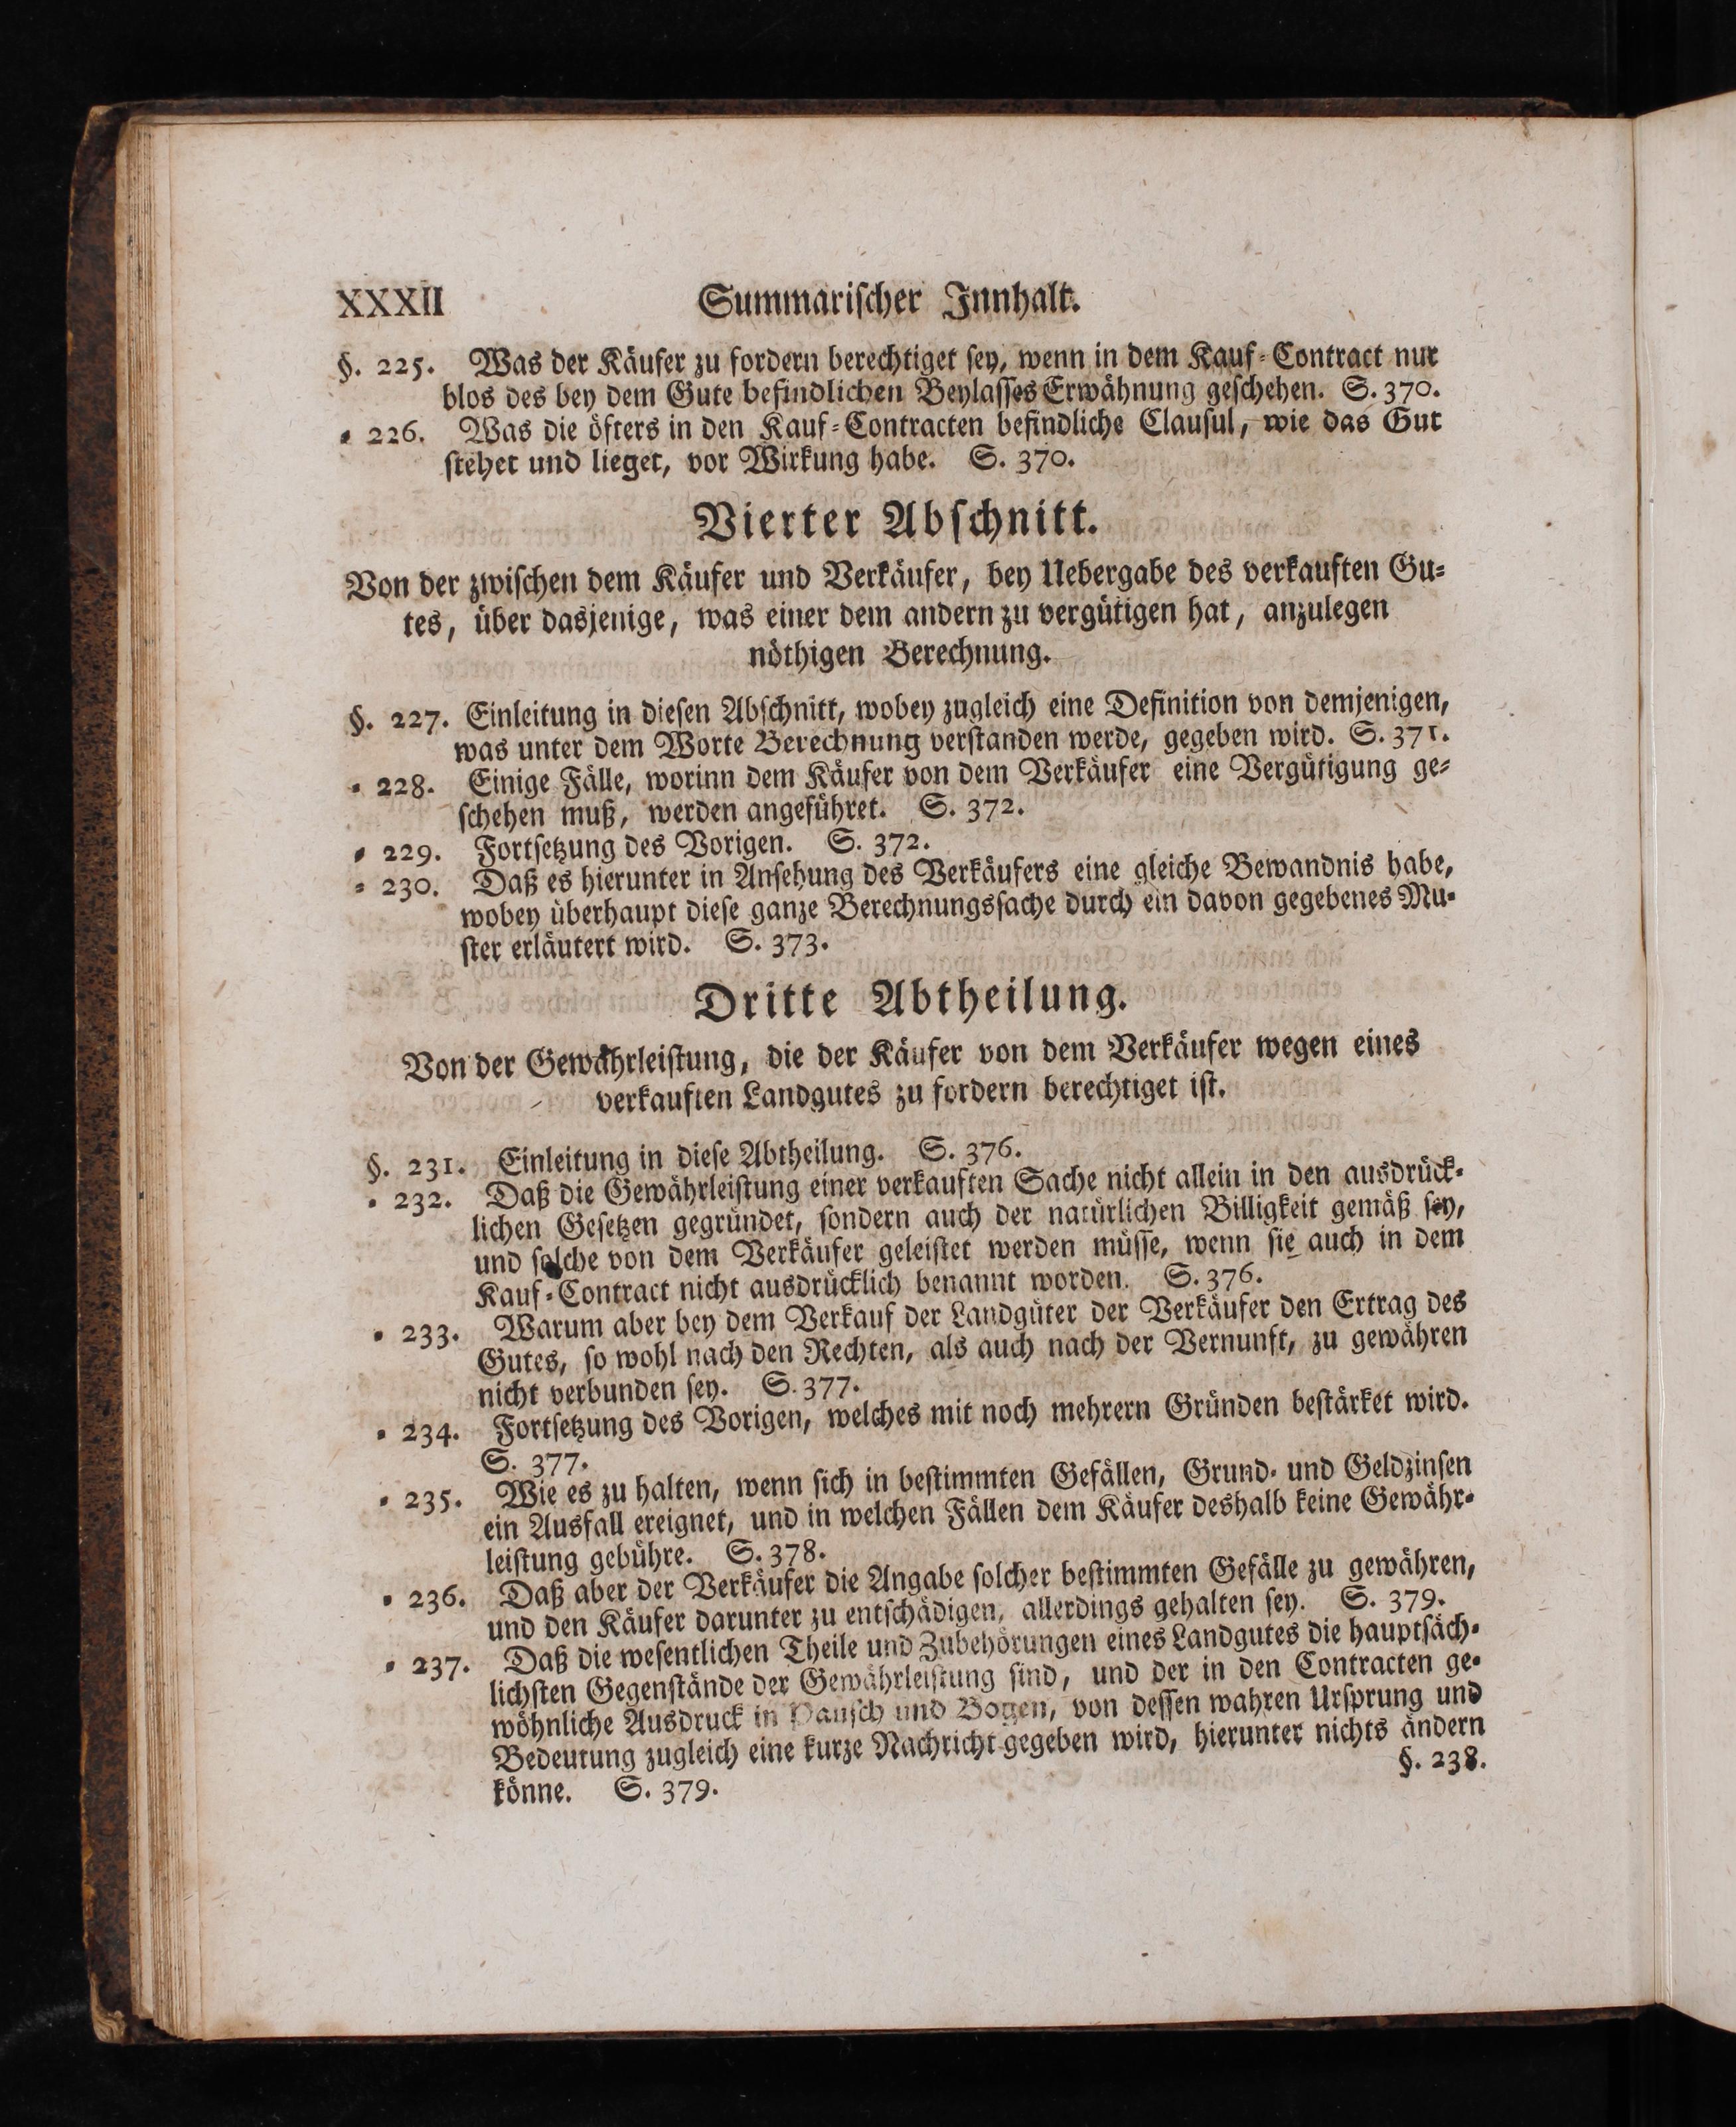 XXXII Summarischer Innhalt.
§. 225. Was der Käufer zu fordern berechtiget sey, wenn in dem Kauf-Contract nur
blos des bey dem Gute befindlichen Beylasses Erwähnung geschehen. S. 370.
= 226. Was die öfters in den Kauf-Contracten befindliche Clausul, wie das Gut
stehet und lieget, vor Wirkung habe. S. 370.
Vierter Abschnitt.
Von der zwischen dem Käufer und Verkäufer, bey Uebergabe des verkauften Gu-
tes, über dasjenige, was einer dem andern zu vergütigen hat, anzulegen
nöthigen Berechnung.
§. 227. Einleitung in diesen Abschnitt, wobey zugleich eine Definition von demjenigen,
was unter dem Worte Berechnung verstanden werde, gegeben wird. S. 371.
= 228. Einige Fälle, worinn dem Käufer von dem Verkäufer eine Vergütigung ge-
schehen muß, werden angeführet. S. 372.
= 229. Fortsetzung des Vorigen. S. 372.
= 230. Daß es hierunter in Ansehung des Verkäufers eine gleiche Bewandnis habe,
wobey überhaupt diese ganze Berechnungssache durch ein davon gegebenes Mu-
ster erläutert wird. S. 373.
Dritte Abtheilung.
Von der Gewährleistung, die der Käufer von dem Verkäufer wegen eines
verkauften Landgutes zu fordern berechtiget ist.
§. 231. Einleitung in diese Abtheilung. S. 376.
= 232. Daß die Gewährleistung einer verkauften Sache nicht allein in den ausdrück-
lichen Gesetzen gegründet, sondern auch der natürlichen Billigkeit gemäß sey,
und solche von dem Verkäufer geleistet werden müsse, wenn sie auch in dem
Kauf-Contract nicht ausdrücklich benannt worden. S. 376.
= 233. Warum aber bey dem Verkauf der Landgüter der Verkäufer den Ertrag des
Gutes, so wohl nach den Rechten, als auch nach der Vernunft, zu gewähren
nicht verbunden sey. S. 377.
= 234. Fortsetzung des Vorigen, welches mit noch mehrern Gründen bestärket wird.
S. 377.
= 235. Wie es zu halten, wenn sich in bestimmten Gefällen, Grund- und Geldzinsen
ein Ausfall ereignet, und in welchen Fällen dem Käufer deshalb keine Gewähr-
leistung gebühre. S. 378.
= 236. Daß aber der Verkäufer die Angabe solcher bestimmten Gefälle zu gewähren,
und den Käufer darunter zu entschädigen, allerdings gehalten sey. S. 379.
= 237. Daß die wesentlichen Theile und Zubehörungen eines Landgutes die hauptsäch-
lichsten Gegenstände der Gewährleistung sind, und der in den Contracten ge-
wöhnliche Ausdruck in Pausch und Bogen, von dessen wahren Ursprung und
Bedeutung zugleich eine kurze Nachricht gegeben wird, hierunter nichts ändern
könne. S. 379.
§. 238.